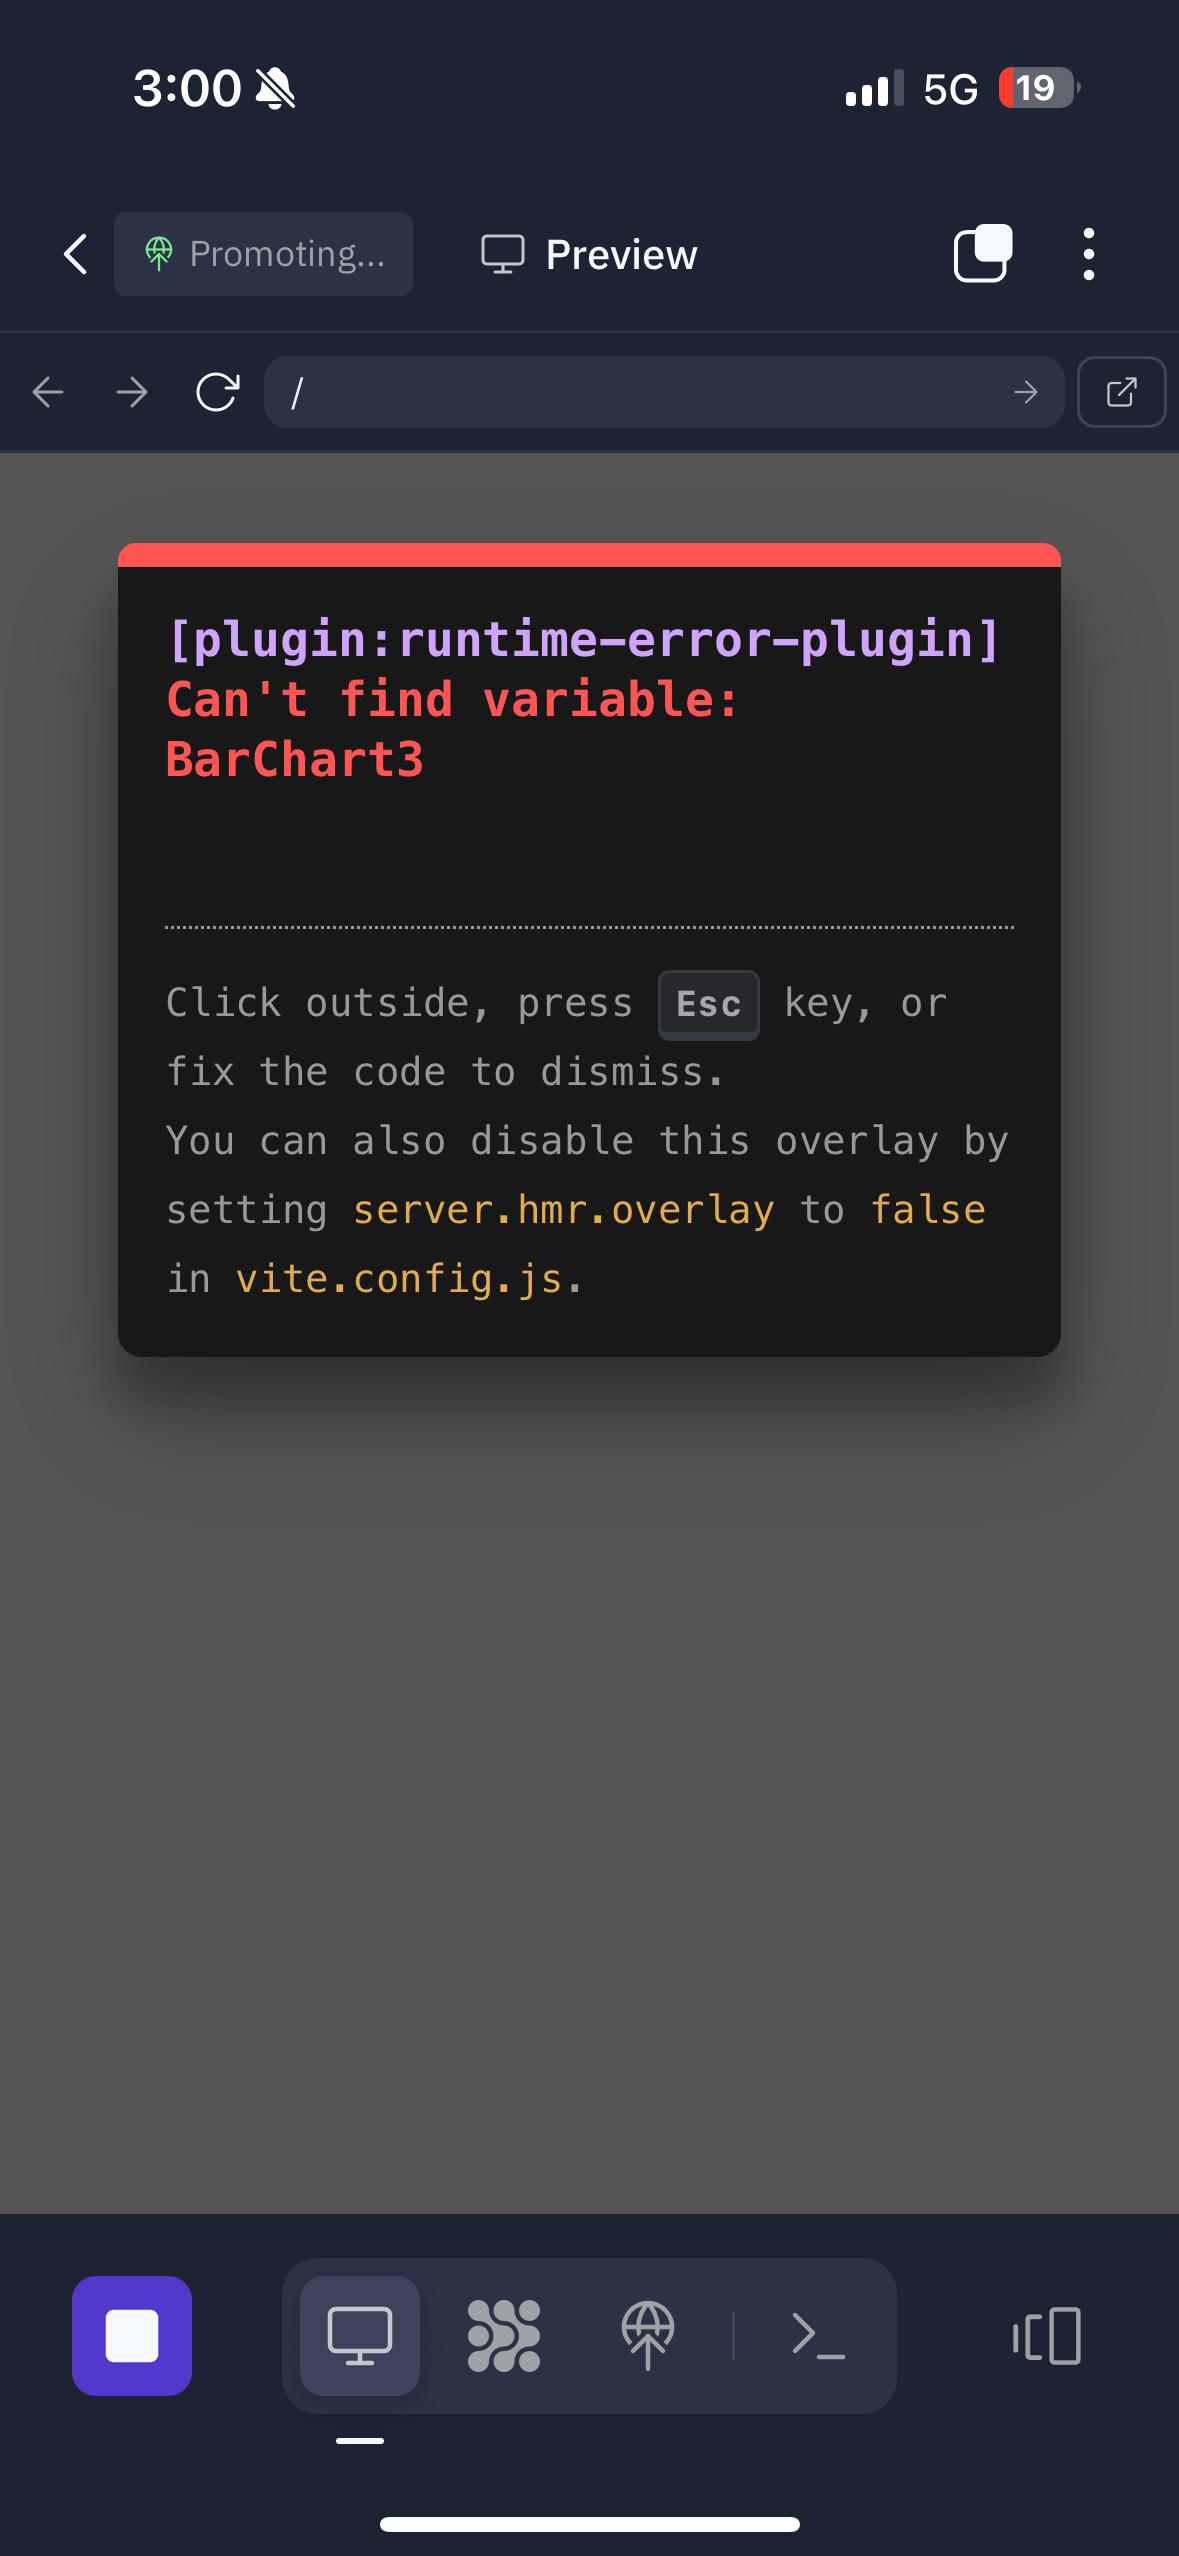 3:00
5G
19
Promoting...
Preview
/
[plugin:runtime-error-plugin]
Can't find variable:
BarChart3
Click outside, press Esc key, or
fix the code to dismiss.
You can also disable this overlay by
setting server.hmr.overlay to false
in vite.config.js.